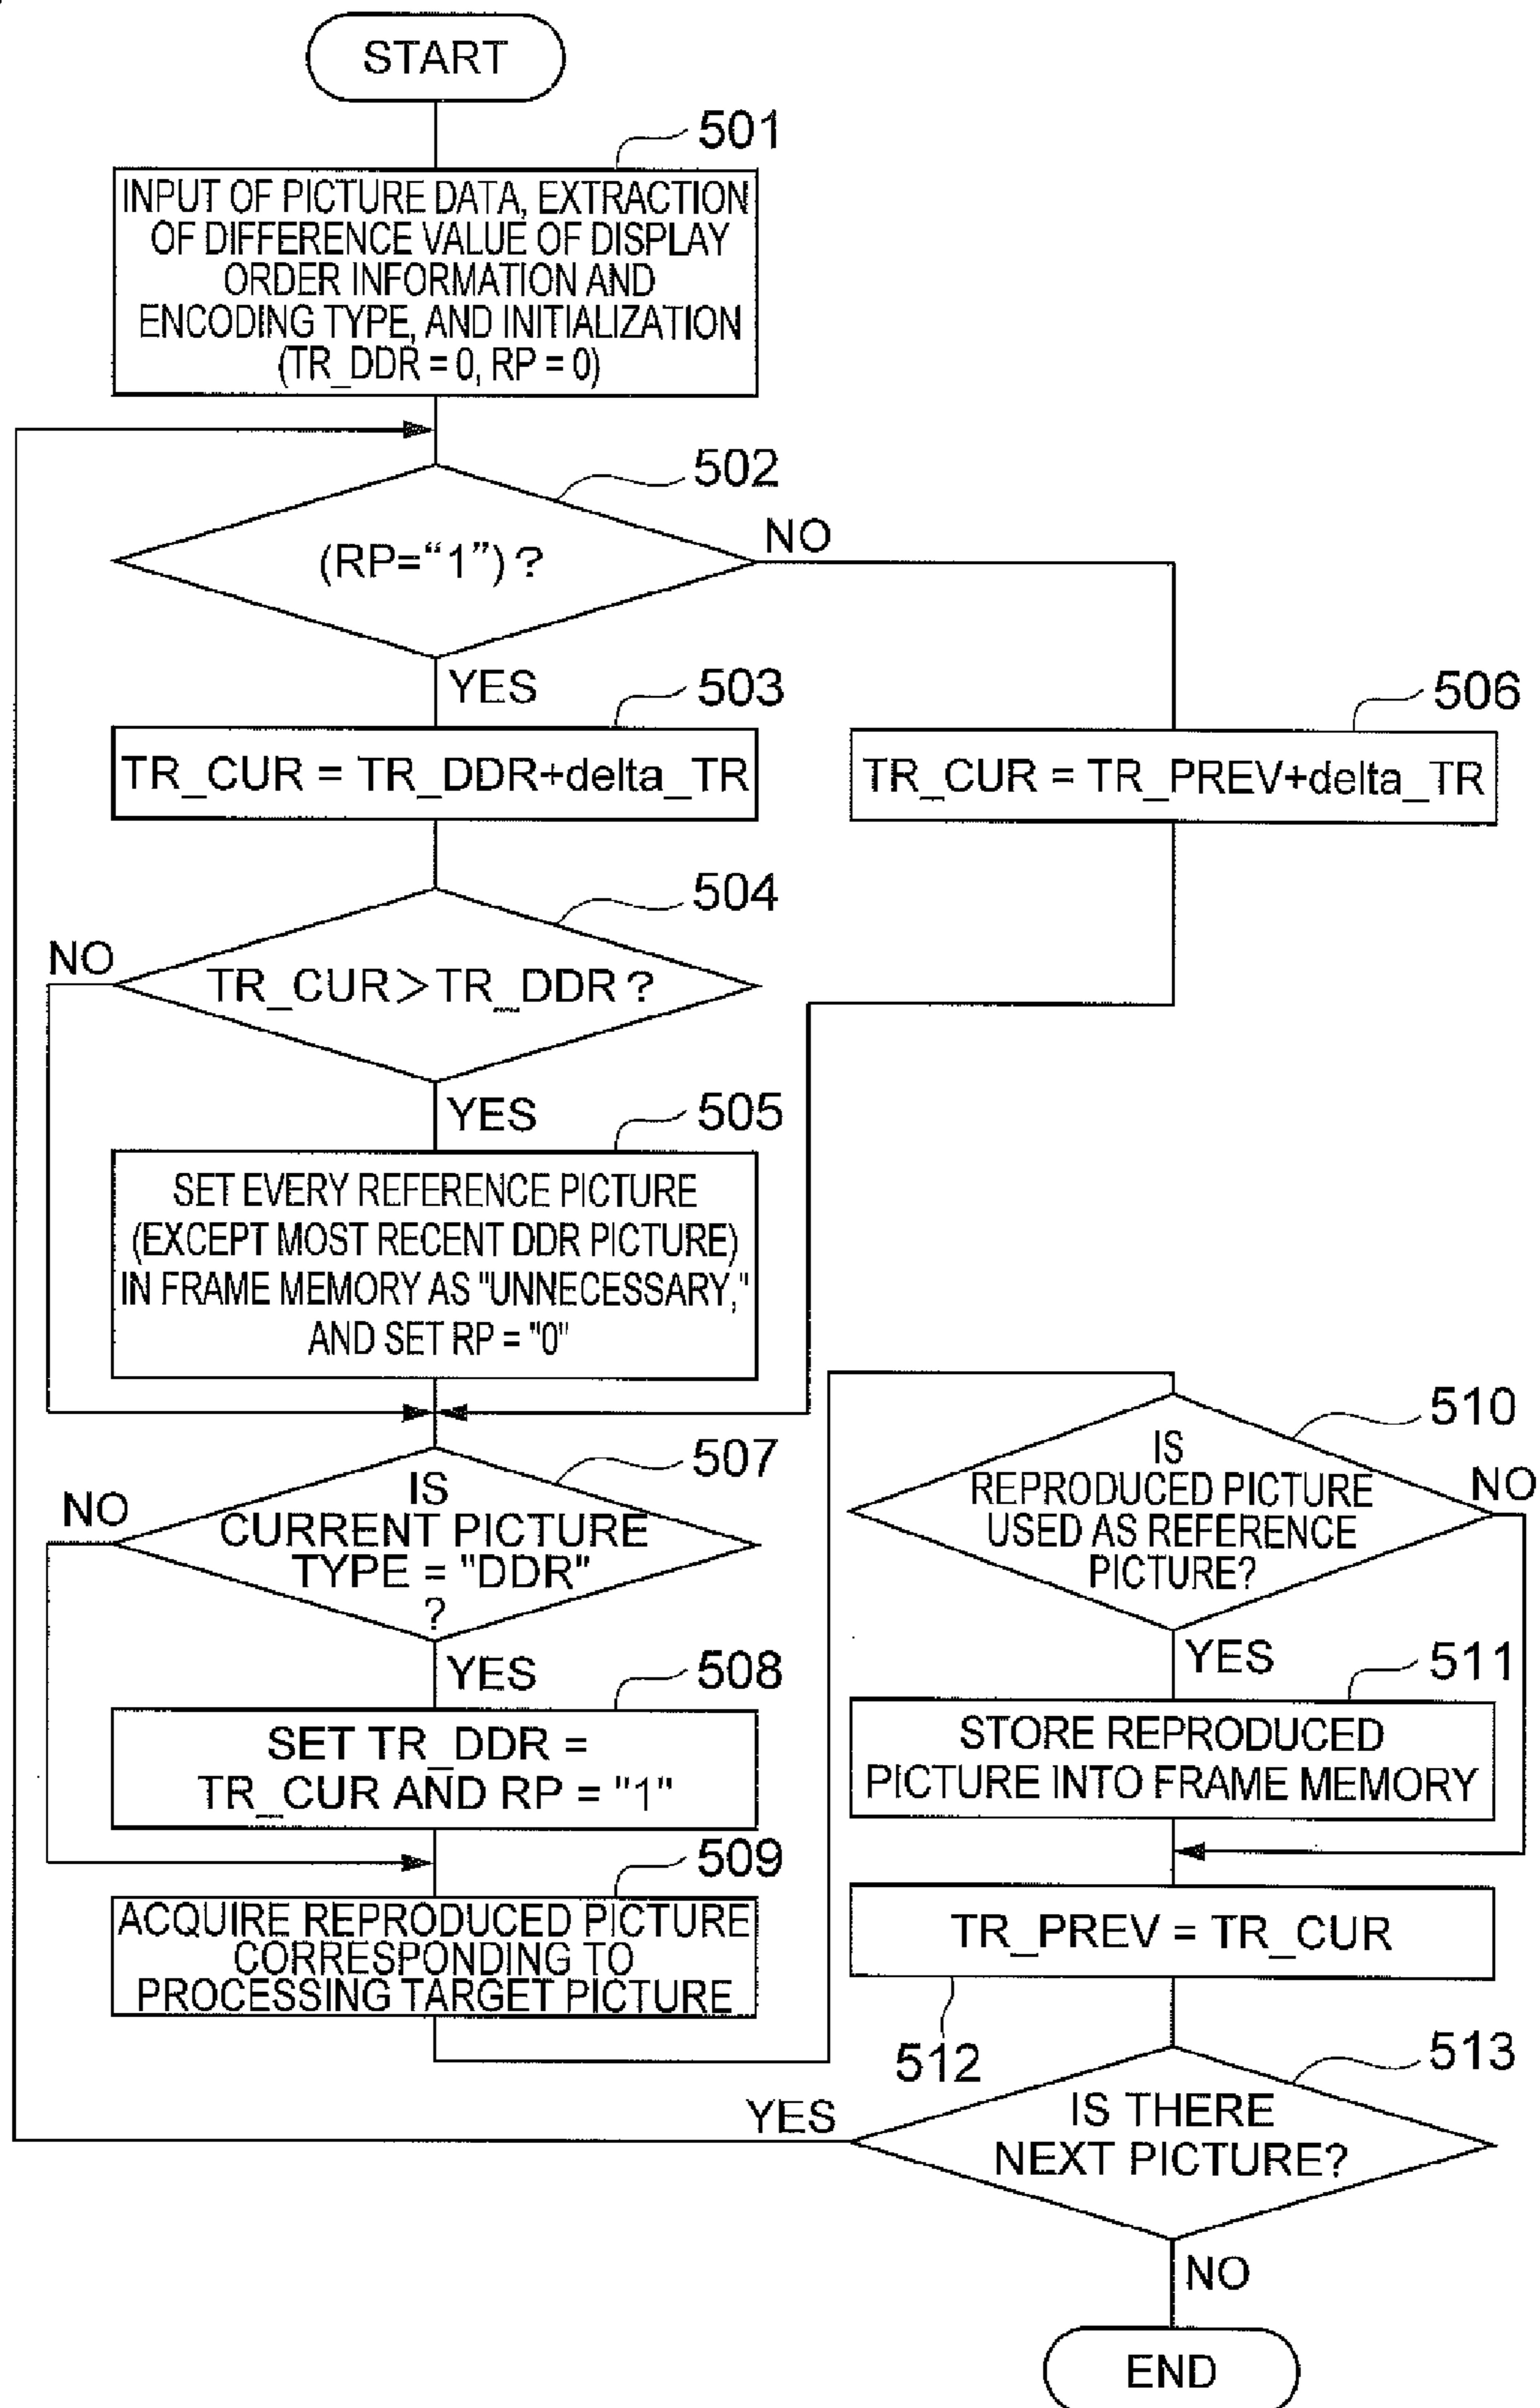 START
501
INPUT OF PICTURE DATA, EXTRACTION
OF DIFFERENCE VALUE OF DISPLAY
ORDER INFORMATION AND
ENCODING TYPE, AND INITIALIZATION
(TR_DDR = 0, RP = 0)
502
(RP=“1”)?
NO
YES
503
TR_CUR = TR_DDR+delta_TR
506
TR_CUR = TR_PREV+delta_TR
504
NO
TR_CUR>TR_DDR?
YES
505
SET EVERY REFERENCE PICTURE
(EXCEPT MOST RECENT DDR PICTURE)
IN FRAME MEMORY AS "UNNECESSARY,"
AND SET RP = "0"
507
NO
IS
CURRENT PICTURE
TYPE = "DDR"
?
YES
508
SET TR_DDR =
TR_CUR AND RP = "1"
509
ACQUIRE REPRODUCED PICTURE
CORRESPONDING TO
PROCESSING TARGET PICTURE
510
IS
REPRODUCED PICTURE
USED AS REFERENCE
PICTURE?
NO
YES
511
STORE REPRODUCED
PICTURE INTO FRAME MEMORY
TR_PREV = TR_CUR
512
513
YES
IS THERE
NEXT PICTURE?
NO
END